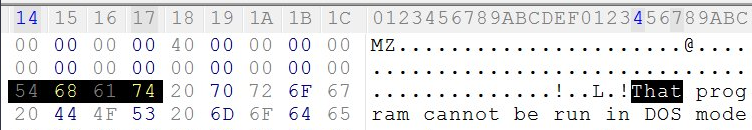 14 15 16 17 18 19 1A 1B 1C 0123456789ABCDEF0123456789ABC
00 00 00 00 40 00 00 00 00 MZ......................@....
00 00 00 00 00 00 00 00 00 .............................
54 68 61 74 20 70 72 6F 67 ..............!..L.!That prog
20 44 4F 53 20 6D 6F 64 65 ram cannot be run in DOS mode